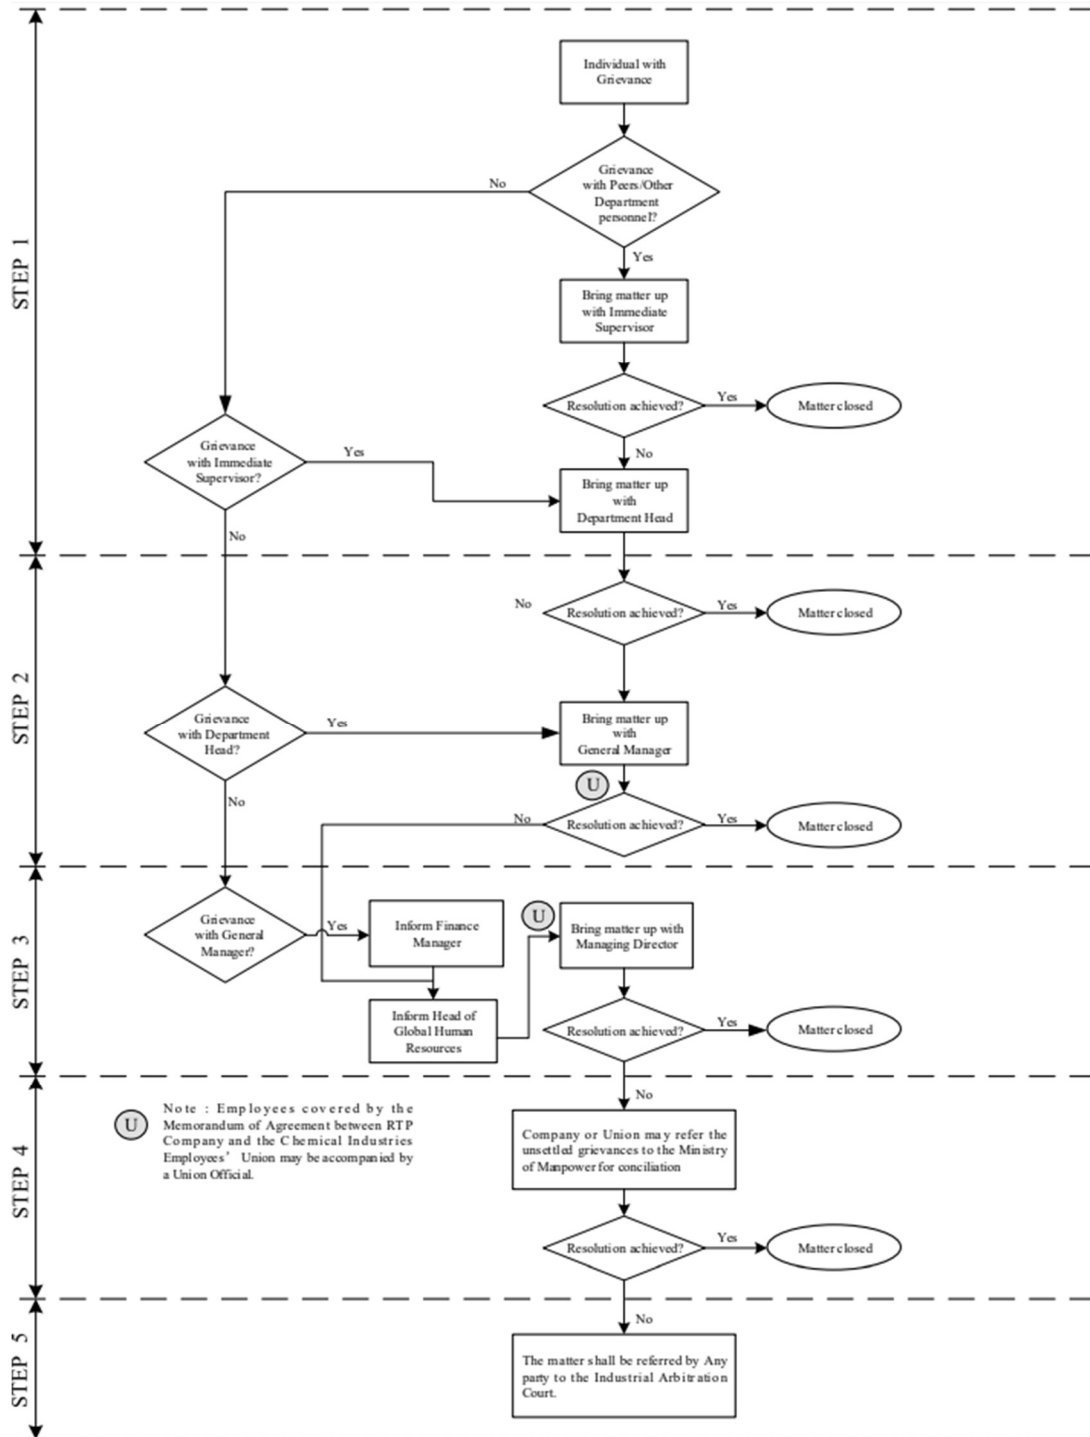 STEP 1
Individual with
Grievance
Grievance
with Peers/Other
Department
personnel?
No
Yes
Bring matter up
with Immediate
Supervisor
Resolution achieved?
Yes
Matter closed
No
Grievance
with Immediate
Supervisor?
Yes
Bring matter up
with
Department Head
No
STEP 2
No
Resolution achieved?
Yes
Matter closed
Grievance
with Department
Head?
Yes
Bring matter up
with
General Manager
No
U
No
Resolution achieved?
Yes
Matter closed
STEP 3
Grievance
with General
Manager?
Yes
Inform Finance
Manager
U
Bring matter up with
Managing Director
Inform Head of
Global Human
Resources
Resolution achieved?
Yes
Matter closed
STEP 4
No
U
Note : Employees covered by the
Memorandum of Agreement between RTP
Company and the Chemical Industries
Employees’ Union may be accompanied by
a Union Official.
Company or Union may refer the
unsettled grievances to the Ministry
of Manpower for conciliation
Resolution achieved?
Yes
Matter closed
STEP 5
No
The matter shall be referred by Any
party to the Industrial Arbitration
Court.